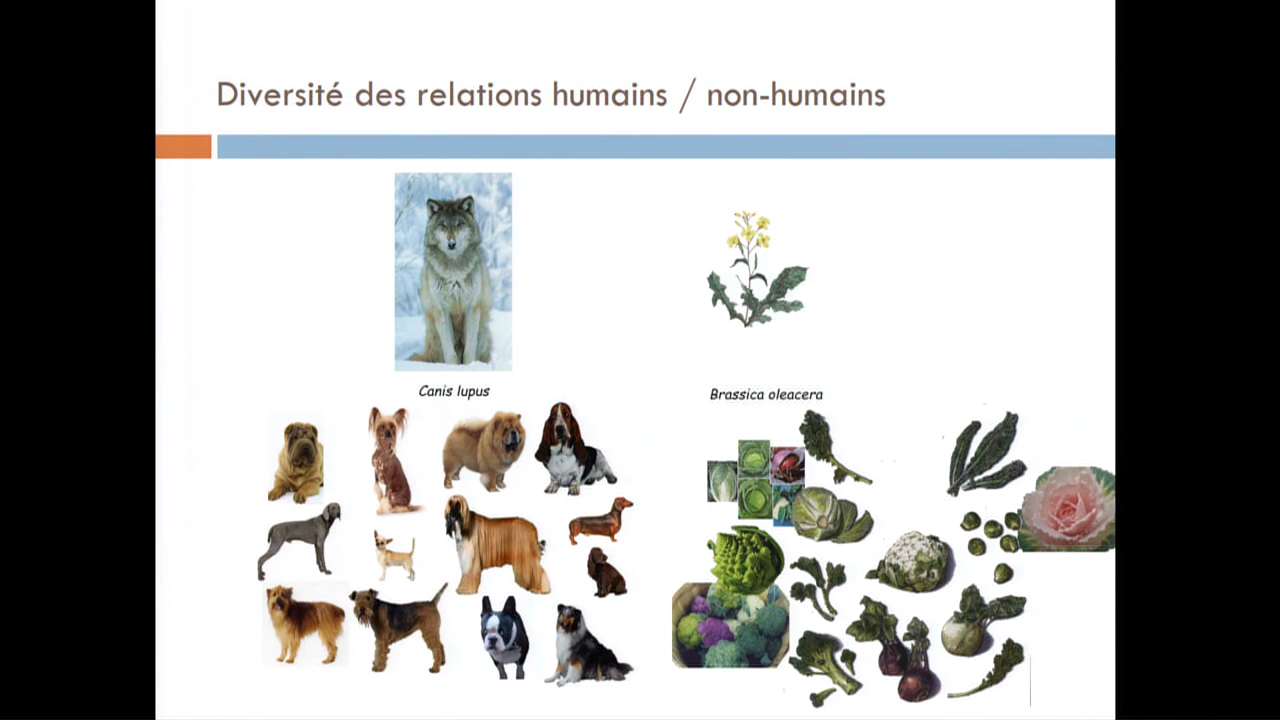 Diversité des relations humains / non-humains
Canis lupus
Brassica oleacera